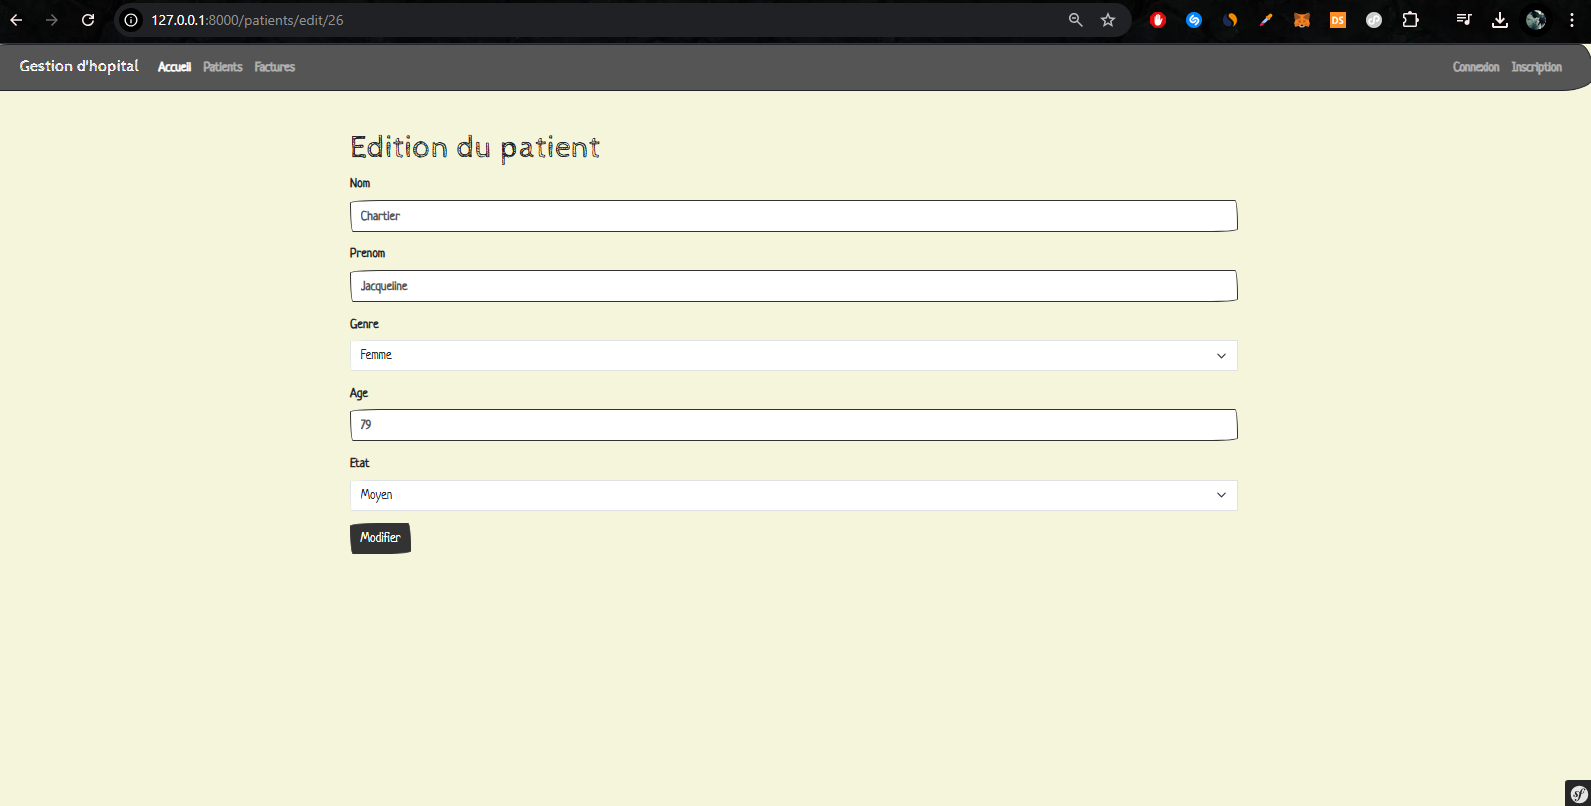 127.0.0.1:8000/patients/edit/26
DS
Gestion d'hopital Accueil Patients Factures Connexion Inscription
Edition du patient
Nom
Chartier
Prenom
Jacqueline
Genre
Femme
Age
79
Etat
Moyen
Modifier
sf